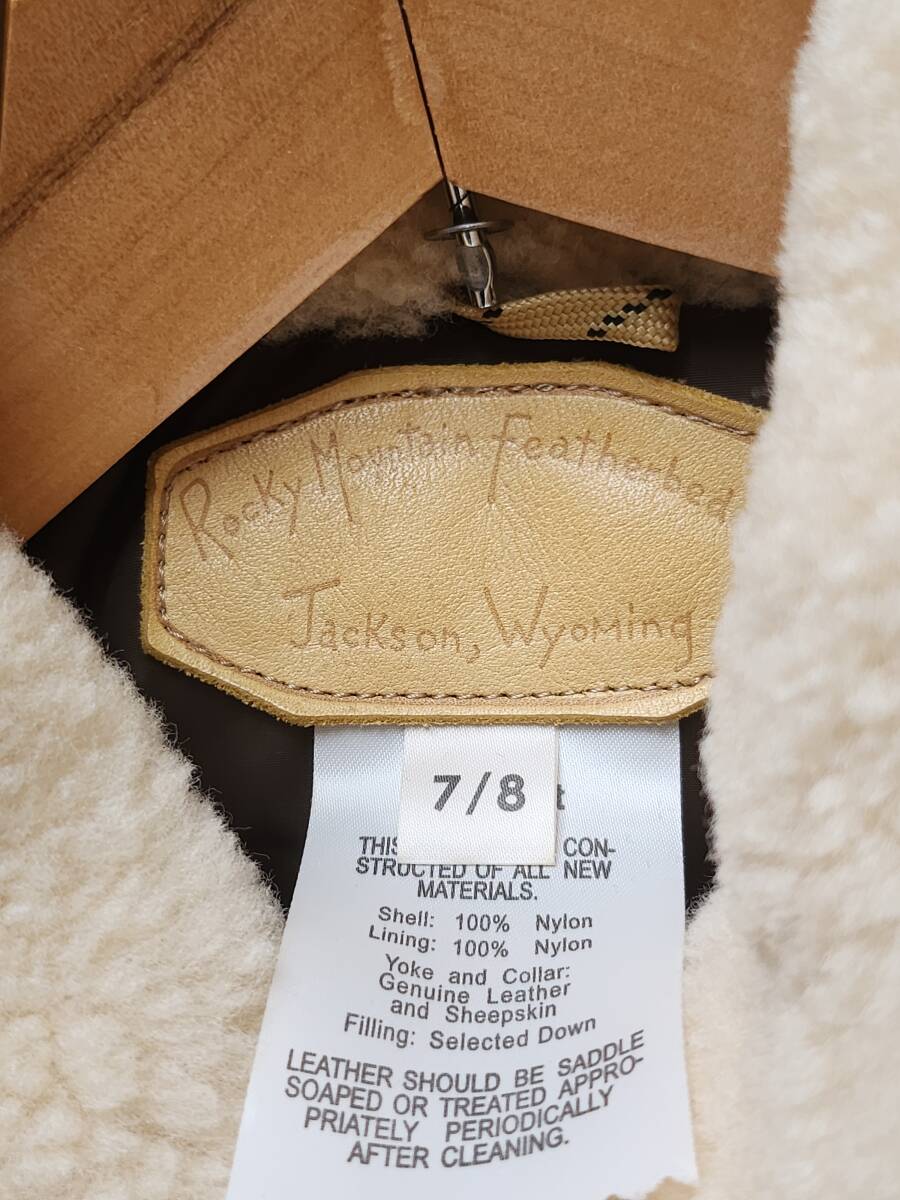 Rocky Mountain Featherbed
Jackson, Wyoming
7/8
t
THIS CON-
STRUCTED OF ALL NEW
MATERIALS.
Shell: 100% Nylon
Lining: 100% Nylon
Yoke and Collar:
Genuine Leather
and Sheepskin
Filling: Selected Down
LEATHER SHOULD BE SADDLE
SOAPED OR TREATED APPRO-
PRIATELY PERIODICALLY
AFTER CLEANING.